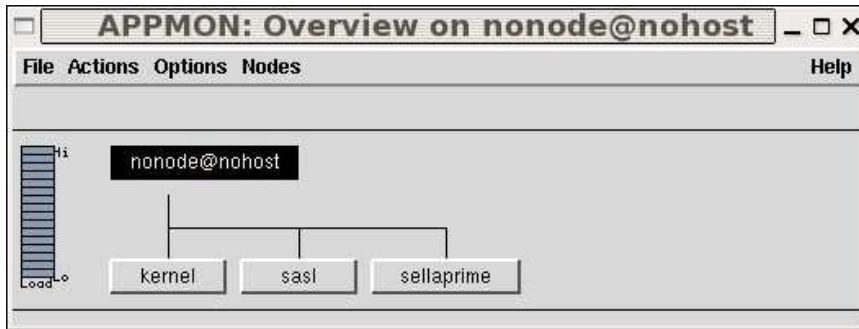 APPMON: Overview on nonode@nohost
File Actions Options Nodes Help
Hi
nonode@nohost
Lo
Load
kernel sasl sellaprime